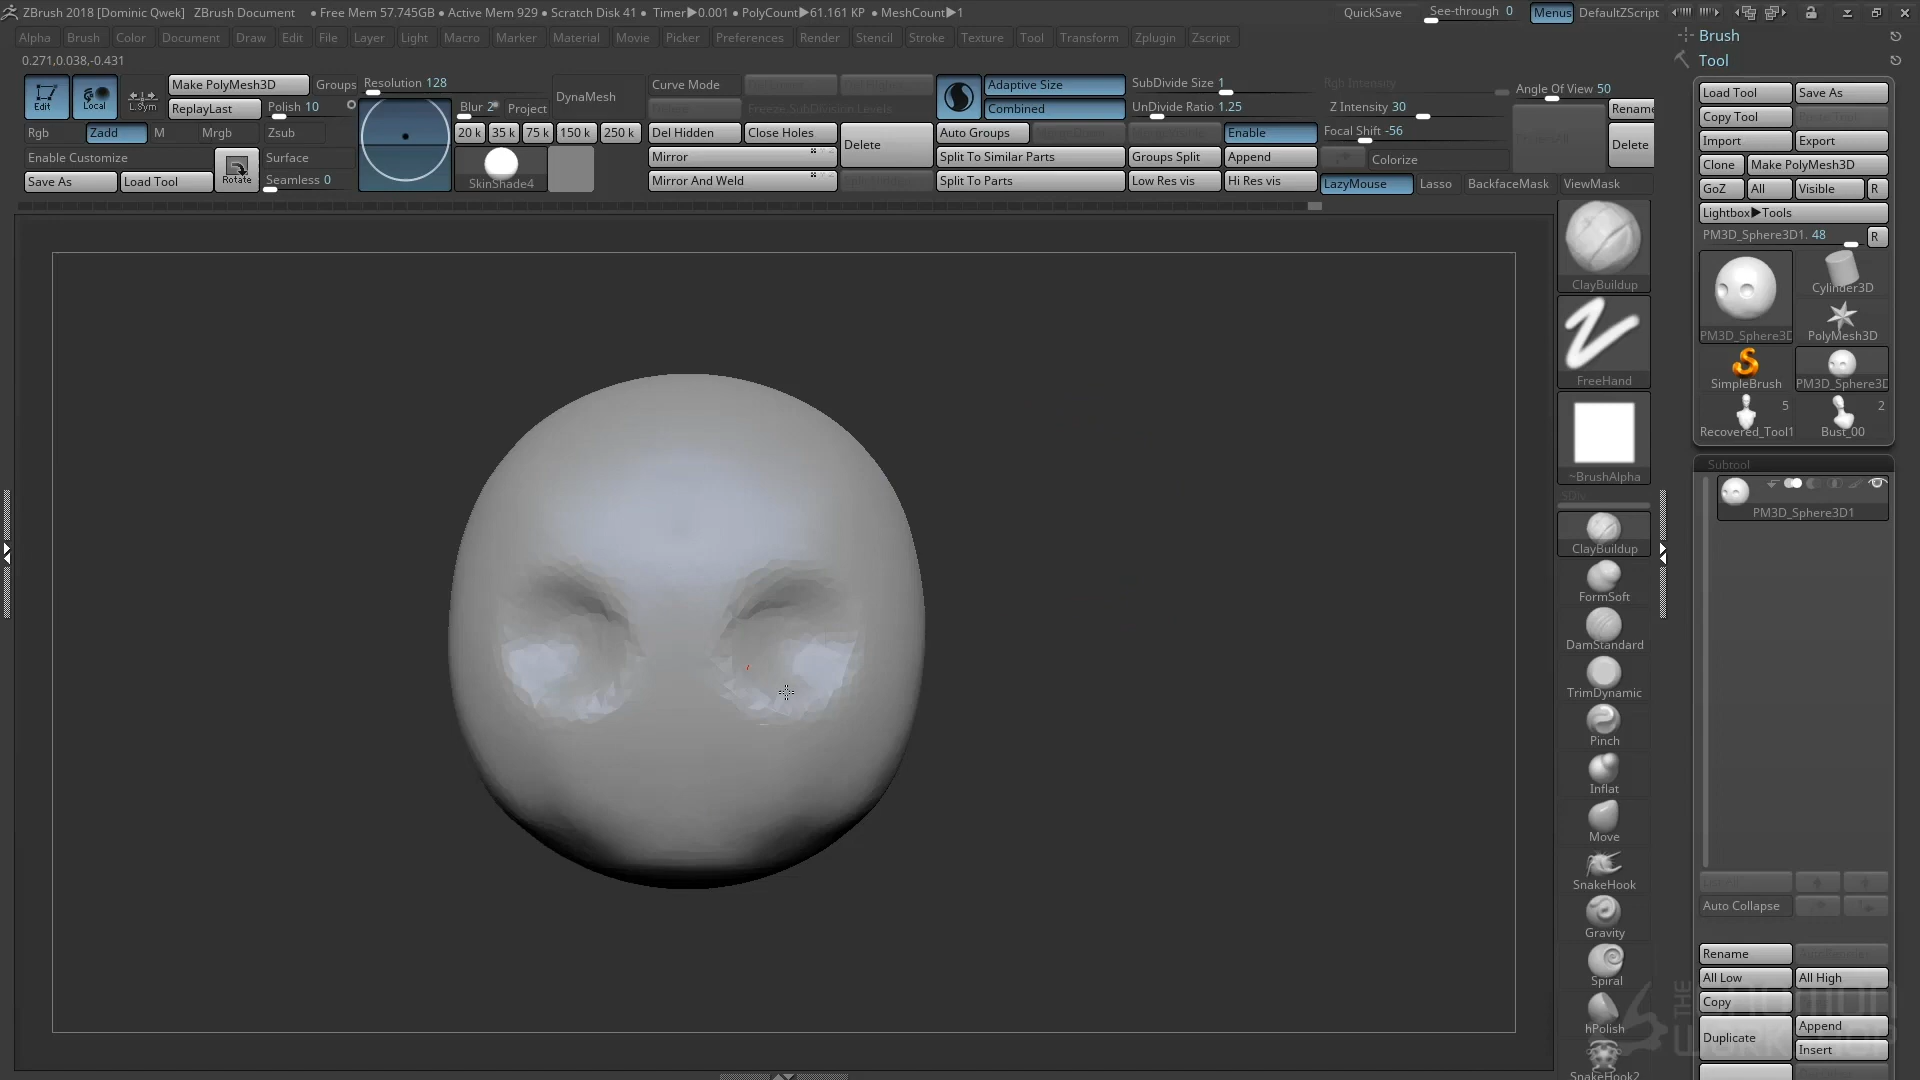 ZBrush 2018 [Dominic Qwek] ZBrush Document • Free Mem 57.745GB • Active Mem 929 • Scratch Disk 41 • Timer▶0.001 • PolyCount▶61.161 KP • MeshCount▶1 QuickSave See-through 0 Menus DefaultZScript
Alpha Brush Color Document Draw Edit File Layer Light Macro Marker Material Movie Picker Preferences Render Stencil Stroke Texture Tool Transform Zplugin Zscript
Brush
Tool
0.271,0.038,-0.431
Edit Local L.Sym Make PolyMesh3D Groups Resolution 128 DynaMesh Curve Mode Adaptive Size SubDivide Size 1 Rgb Intensity Angle Of View 50
ReplayLast Polish 10 Blur 2 Project Freeze SubDivision Levels Combined UnDivide Ratio 1.25 Z Intensity 30 Rename
Rgb Zadd M Mrgb Zsub 20 k 35 k 75 k 150 k 250 k Del Hidden Close Holes Delete Auto Groups Enable Focal Shift -56 Delete
Enable Customize Rotate Surface Mirror Split To Similar Parts Groups Split Append Colorize
Save As Load Tool Seamless 0 SkinShade4 Mirror And Weld Split To Parts Low Res vis Hi Res vis LazyMouse Lasso BackfaceMask ViewMask
ClayBuildup
FreeHand
~BrushAlpha
ClayBuildup
FormSoft
DamStandard
TrimDynamic
Pinch
Inflat
Move
SnakeHook
Gravity
Spiral
hPolish
SnakeHook2
Load Tool Save As
Copy Tool
Import Export
Clone Make PolyMesh3D
GoZ All Visible R
Lightbox▶Tools
PM3D_Sphere3D1. 48 R
Cylinder3D
PM3D_Sphere3D PolyMesh3D
SimpleBrush PM3D_Sphere3D
5 2
Recovered_Tool1 Bust_00
Subtool
PM3D_Sphere3D1
Auto Collapse
Rename
All Low All High
Copy
Duplicate Append
Insert
THE